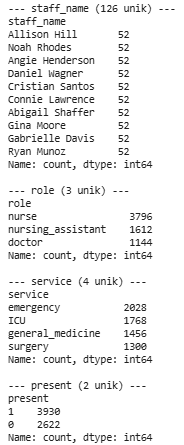 --- staff_name (126 unik) ---
staff_name
Allison Hill 52
Noah Rhodes 52
Angie Henderson 52
Daniel Wagner 52
Cristian Santos 52
Connie Lawrence 52
Abigail Shaffer 52
Gina Moore 52
Gabrielle Davis 52
Ryan Munoz 52
Name: count, dtype: int64
--- role (3 unik) ---
role
nurse 3796
nursing_assistant 1612
doctor 1144
Name: count, dtype: int64
--- service (4 unik) ---
service
emergency 2028
ICU 1768
general_medicine 1456
surgery 1300
Name: count, dtype: int64
--- present (2 unik) ---
present
1 3930
0 2622
Name: count, dtype: int64